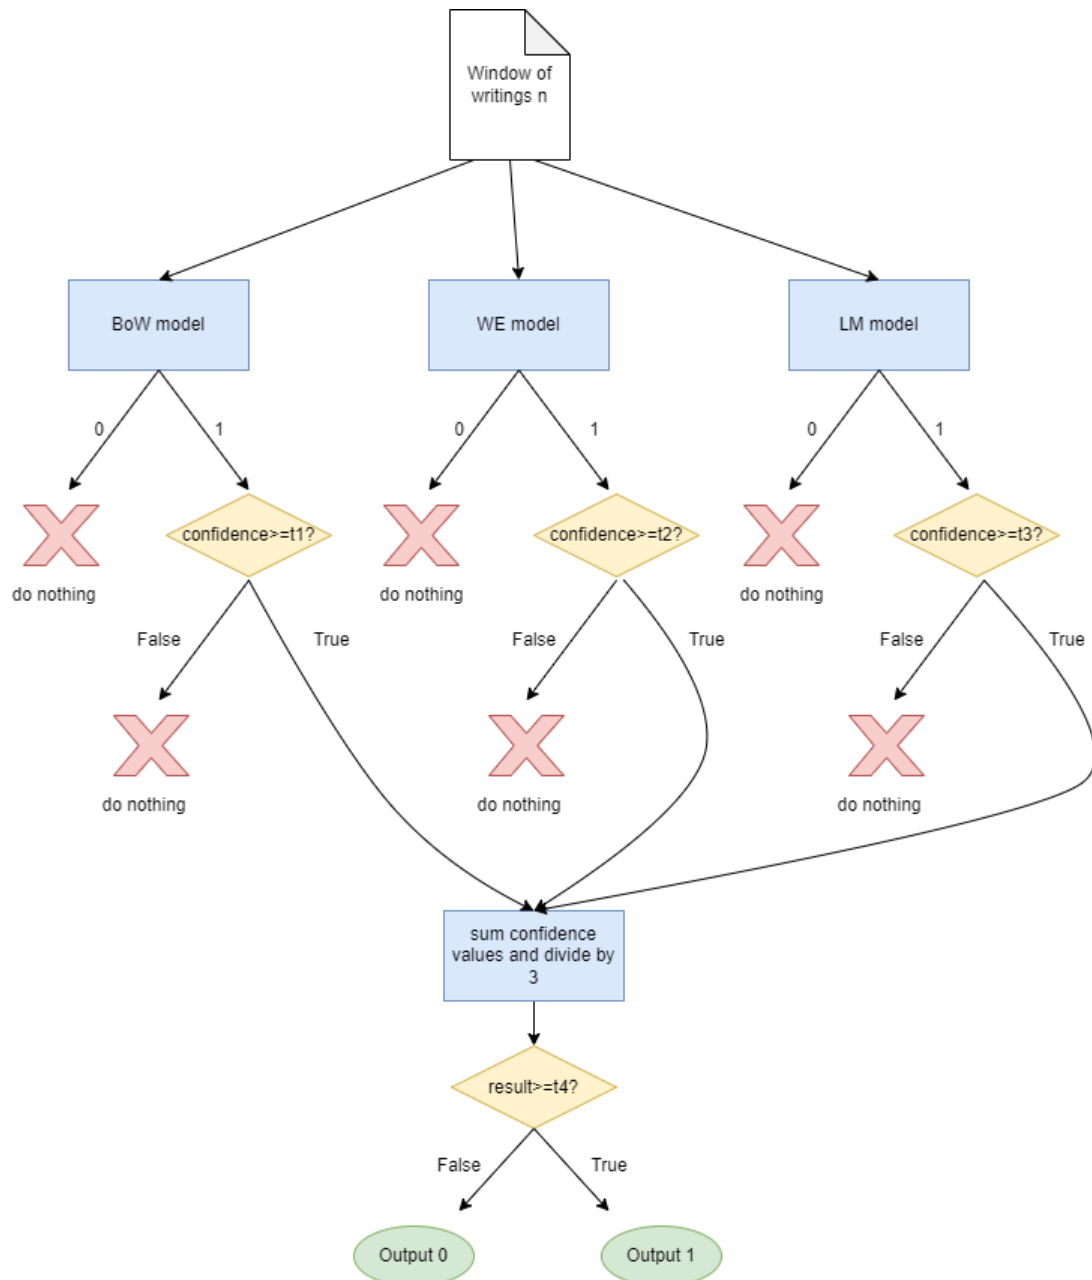 Window of
writings n
BoW model
WE model
LM model
0
1
0
1
0
1
confidence>=t1?
confidence>=t2?
confidence>=t3?
do nothing
do nothing
do nothing
False
True
False
True
False
True
do nothing
do nothing
do nothing
sum confidence
values and divide by
3
result>=t4?
False
True
Output 0
Output 1